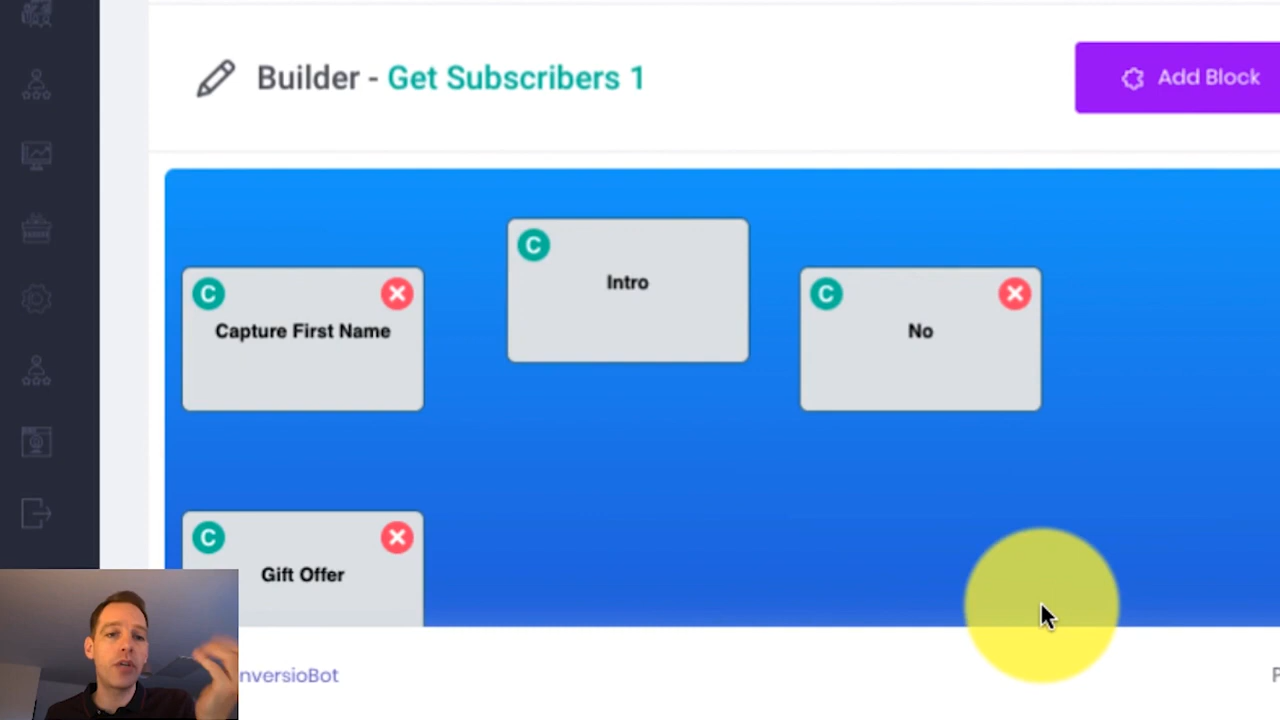 Builder - Get Subscribers 1
Add Block
C
Intro
C
Capture First Name
C
No
C
Gift Offer
nversioBot
P